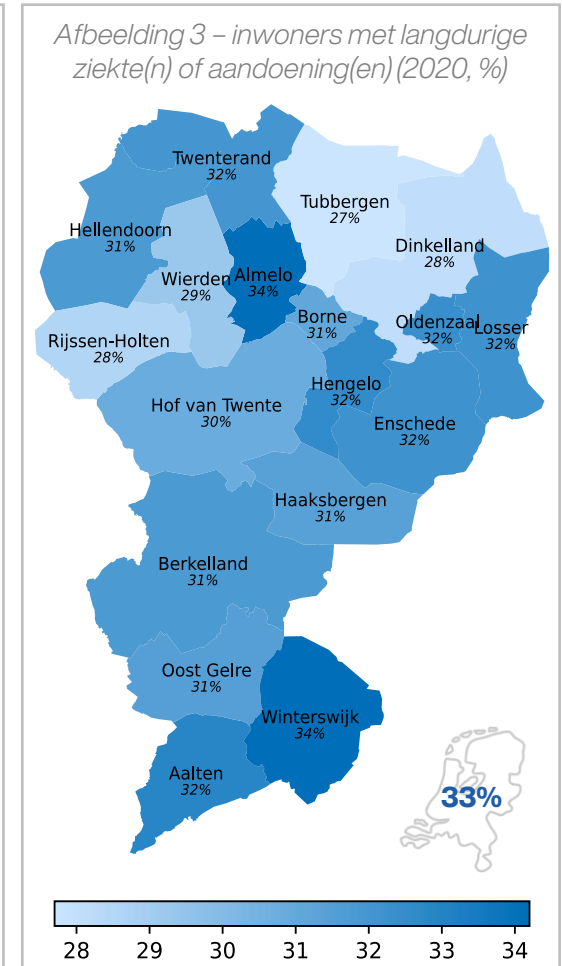 Afbeelding 3 – inwoners met langdurige
ziekte(n) of aandoening(en) (2020, %)
Twenterand
32%
Tubbergen
27%
Hellendoorn
31%
Dinkelland
28%
Wierden
29%
Almelo
34%
Borne
31%
Oldenzaal
32%
Losser
32%
Rijssen-Holten
28%
Hengelo
32%
Hof van Twente
30%
Enschede
32%
Haaksbergen
31%
Berkelland
31%
Oost Gelre
31%
Winterswijk
34%
Aalten
32%
33%
28 29 30 31 32 33 34